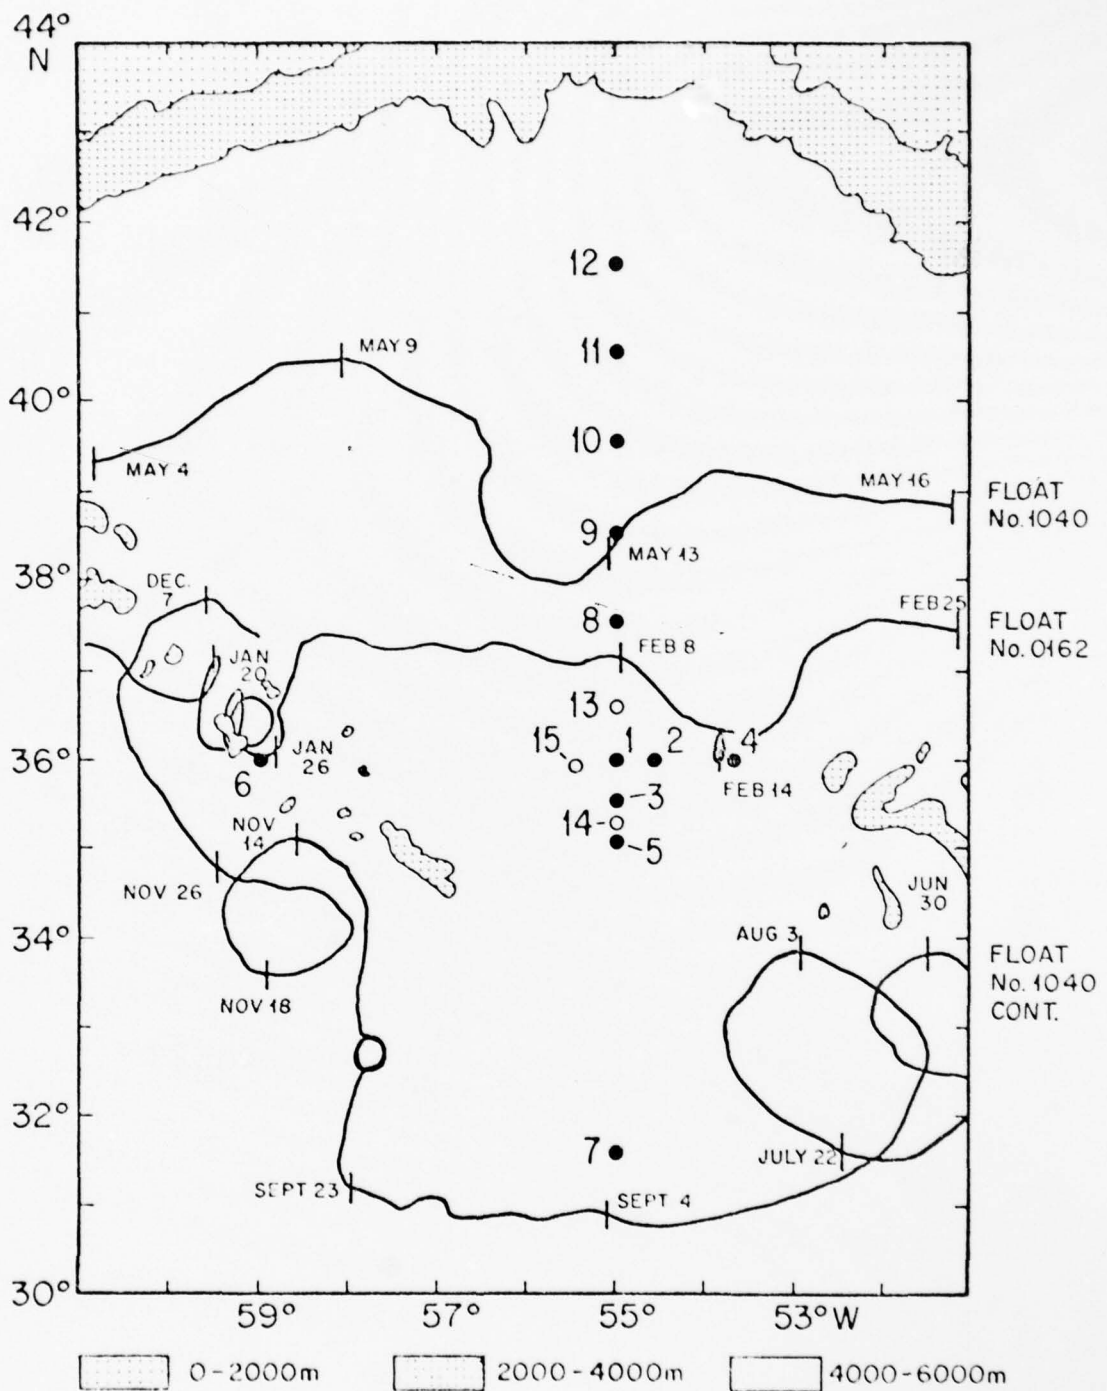 44°
N
42°
12
11
MAY 9
40°
10
MAY 4
MAY 16
FLOAT
No. 1040
9
MAY 13
38°
DEC.
7
8
FEB 25
FLOAT
No. 0162
FEB 8
JAN
20
13
15
1
2
4
36°
6
JAN
26
FEB 14
3
NOV
14
14
5
NOV 26
JUN
30
34°
AUG 3
FLOAT
No. 1040
CONT.
NOV 18
32°
7
JULY 22
SEPT 23
SEPT 4
30°
59° 57° 55° 53°W
0-2000m 2000-4000m 4000-6000m